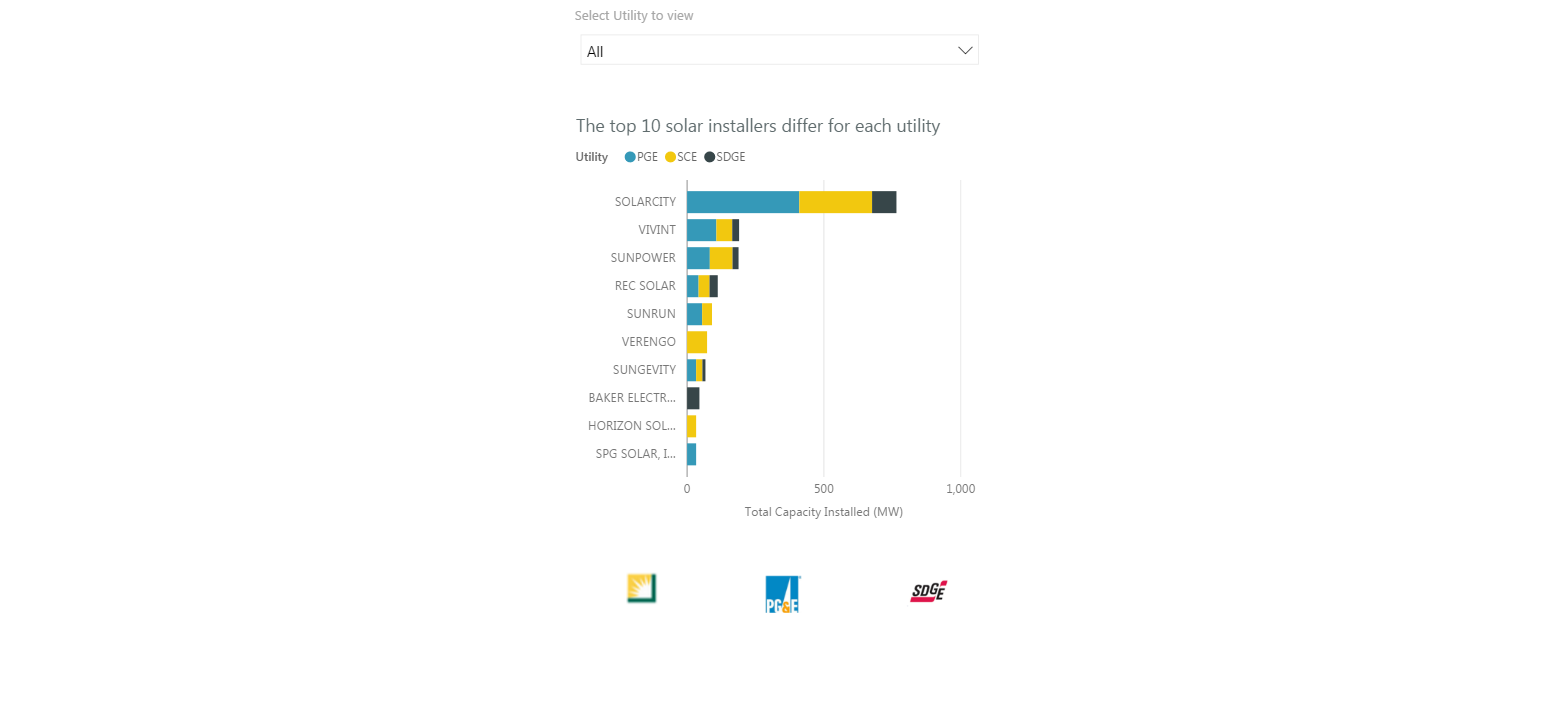 Select Utility to view
All
The top 10 solar installers differ for each utility
Utility PGE SCE SDGE
SOLARCITY
VIVINT
SUNPOWER
REC SOLAR
SUNRUN
VERENGO
SUNGEVITY
BAKER ELECTR...
HORIZON SOL...
SPG SOLAR, I...
0 500 1,000
Total Capacity Installed (MW)
PG&E SDGE